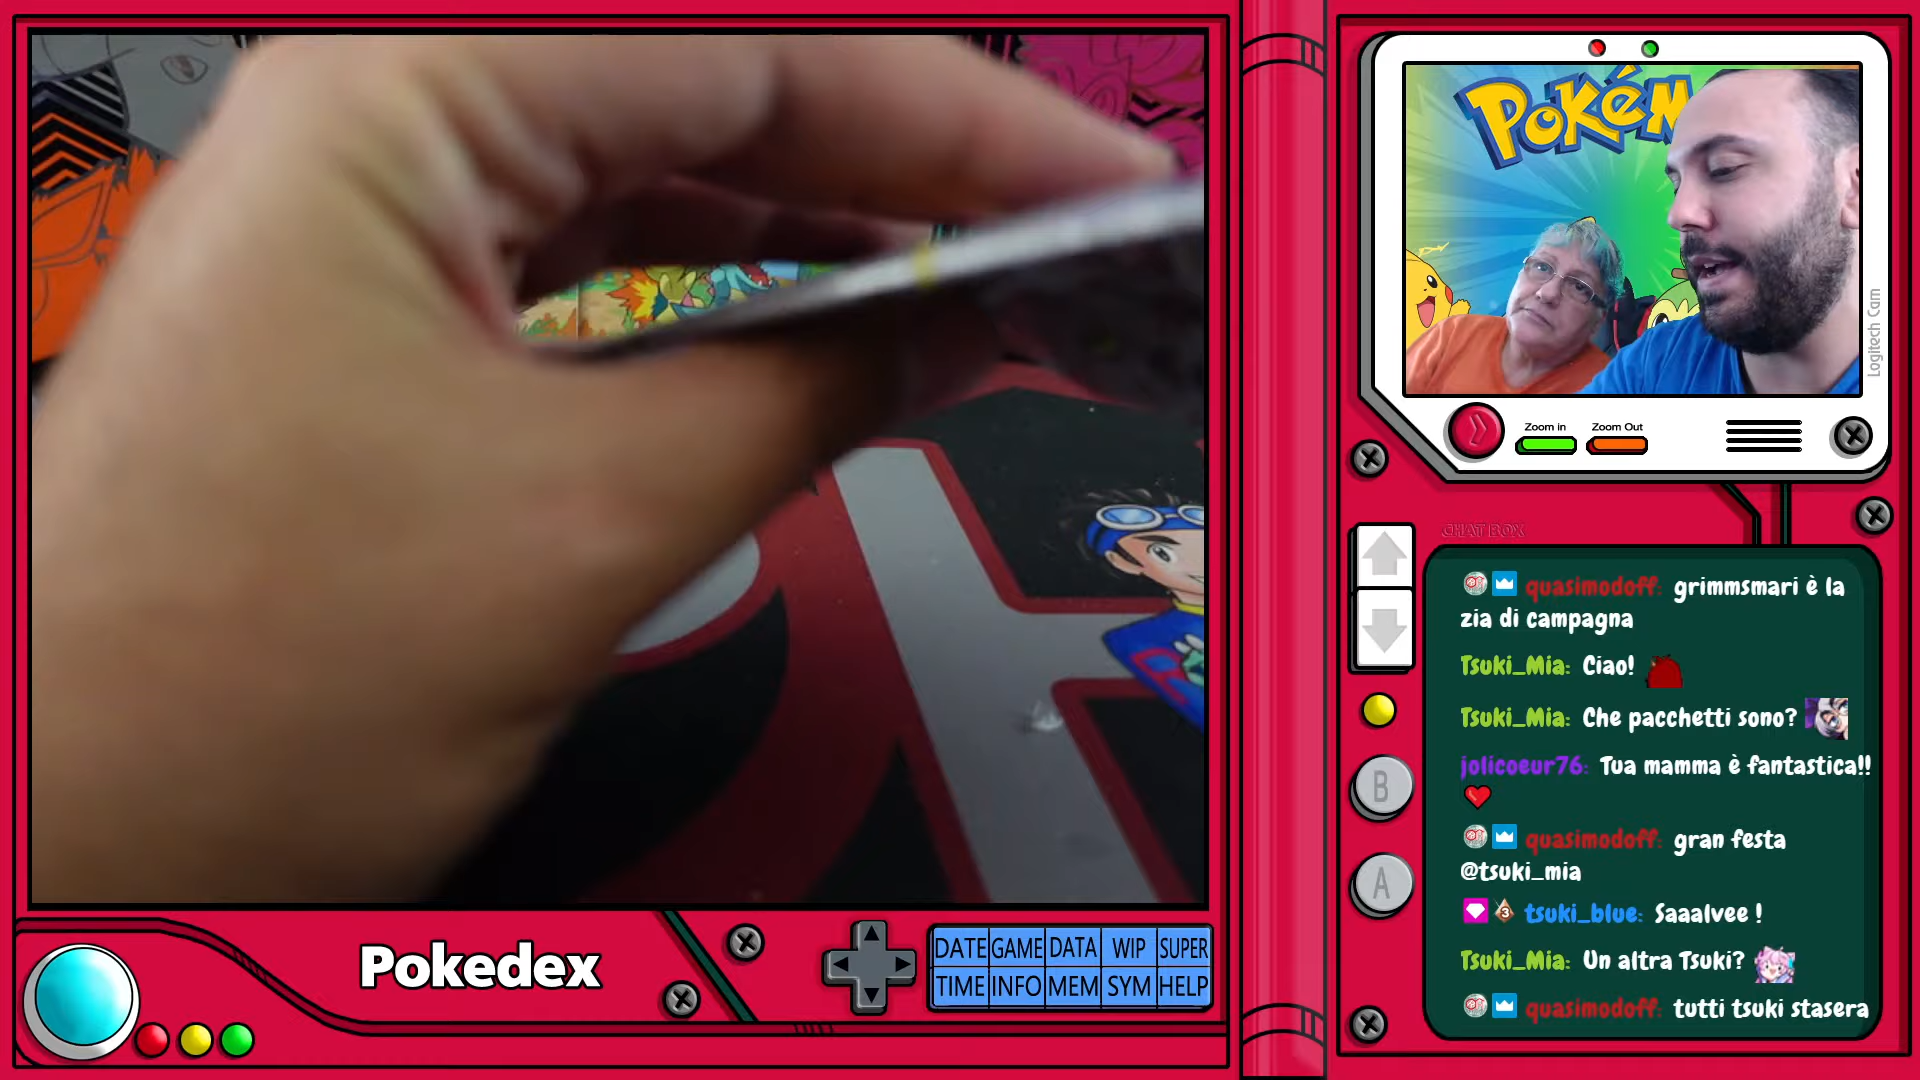 POKÉM
Logitech Cam
Zoom in
Zoom Out
CHAT BOX
quasimodoff: grimmsmari è la
zia di campagna
Tsuki_Mia: Ciao!
Tsuki_Mia: Che pacchetti sono?
jolicoeur76: Tua mamma è fantastica!!
quasimodoff: gran festa
@tsuki_mia
3 tsuki_blue: Saaalvee !
Tsuki_Mia: Un altra Tsuki?
quasimodoff: tutti tsuki stasera
B
A
Pokedex
DATE GAME DATA WIP SUPER
TIME INFO MEM SYM HELP